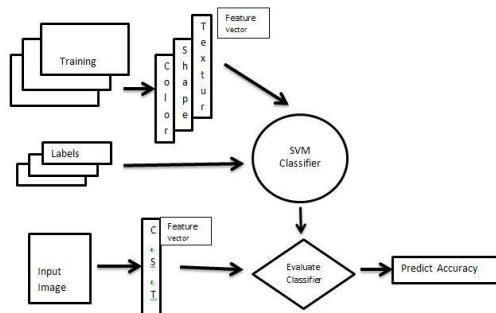 Training
Color
Shape
Textur
Feature
Vector
Labels
SVM
Classifier
Input
Image
C
S
T
Feature
Vector
Evaluate
Classifier
Predict Accuracy